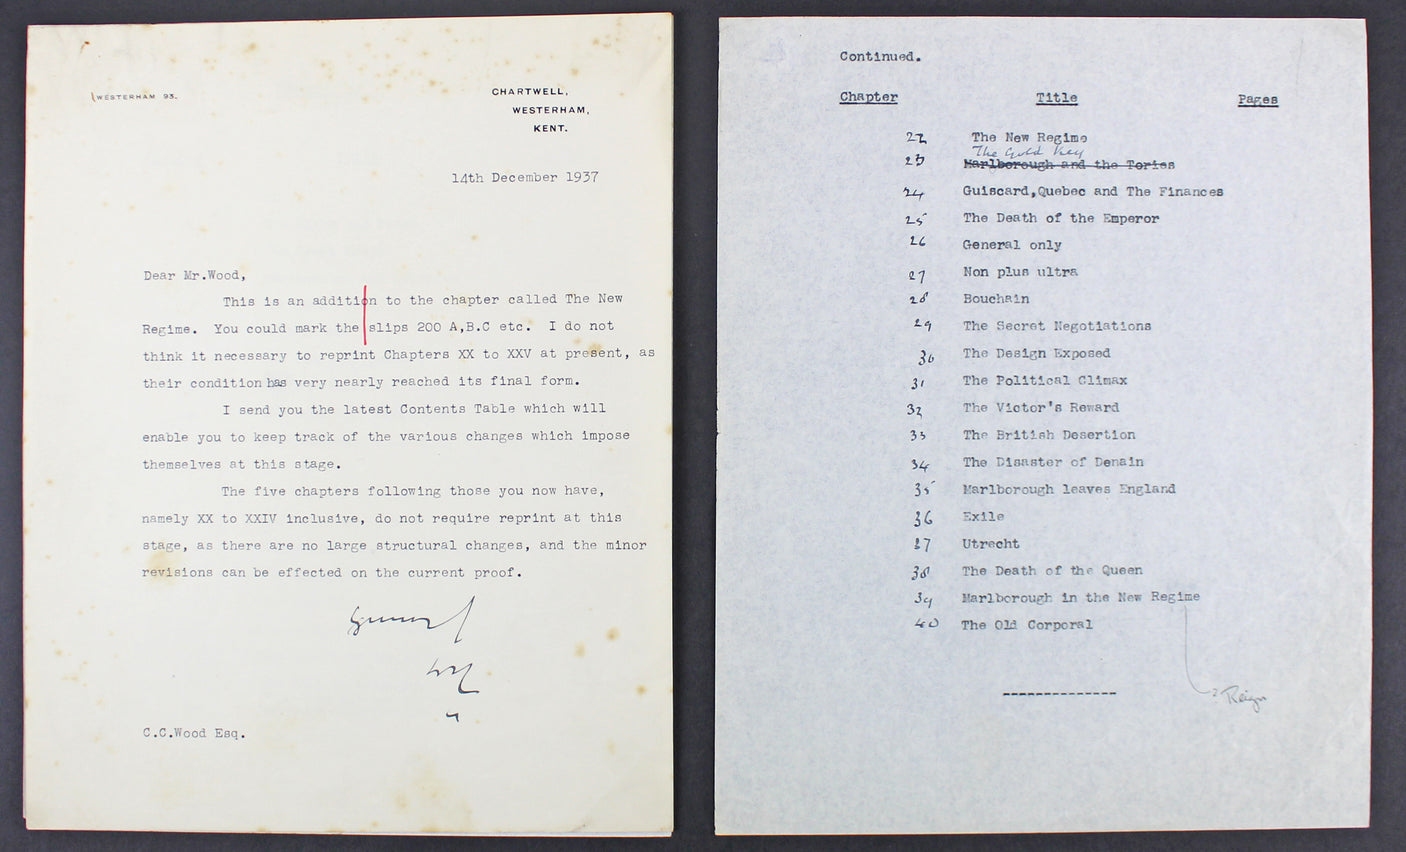 WESTERHAM 93.
CHARTWELL,
WESTERHAM,
KENT.
14th December 1937
Dear Mr.Wood,
This is an addition to the chapter called The New
Regime. You could mark the slips 200 A,B.C etc. I do not
think it necessary to reprint Chapters XX to XXV at present, as
their condition has very nearly reached its final form.
I send you the latest Contents Table which will
enable you to keep track of the various changes which impose
themselves at this stage.
The five chapters following those you now have,
namely XX to XXIV inclusive, do not require reprint at this
stage, as there are no large structural changes, and the minor
revisions can be effected on the current proof.
C.C.Wood Esq.
Continued.
Chapter Title Pages
22 The New Regime
The Gold Key
23 Marlborough and the Tories
24 Guiscard,Quebec and The Finances
25 The Death of the Emperor
26 General only
27 Non plus ultra
28 Bouchain
29 The Secret Negotiations
30 The Design Exposed
31 The Political Climax
32 The Victor's Reward
33 The British Desertion
34 The Disaster of Denain
35 Marlborough leaves England
36 Exile
37 Utrecht
38 The Death of the Queen
39 Marlborough in the New Regime
40 The Old Corporal
--------------
? Reign